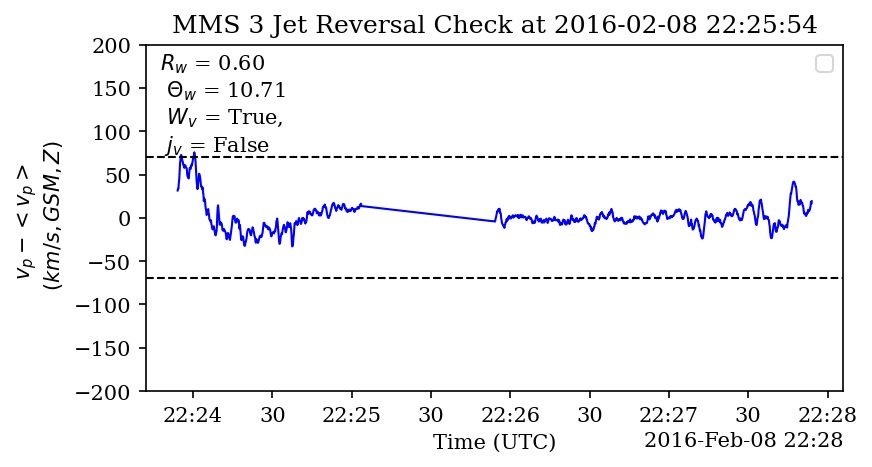 MMS 3 Jet Reversal Check at 2016-02-08 22:25:54
R_w = 0.60
Θ_w = 10.71
W_v = True,
j_v = False
v_p − < v_p >
(km/s, GSM, Z)
200
150
100
50
0
−50
−100
−150
−200
22:24 30 22:25 30 22:26 30 22:27 30 22:28
Time (UTC)
2016-Feb-08 22:28